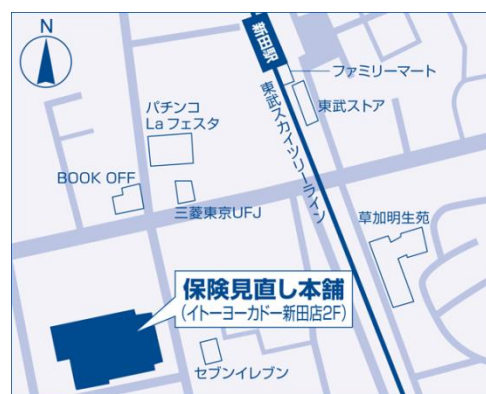 N
新田駅
ファミリーマート
東武ストア
東武スカイツリーライン
パチンコ
Laフェスタ
BOOK OFF
三菱東京UFJ
草加明生苑
保険見直し本舗
(イトーヨーカドー新田店2F)
セブンイレブン